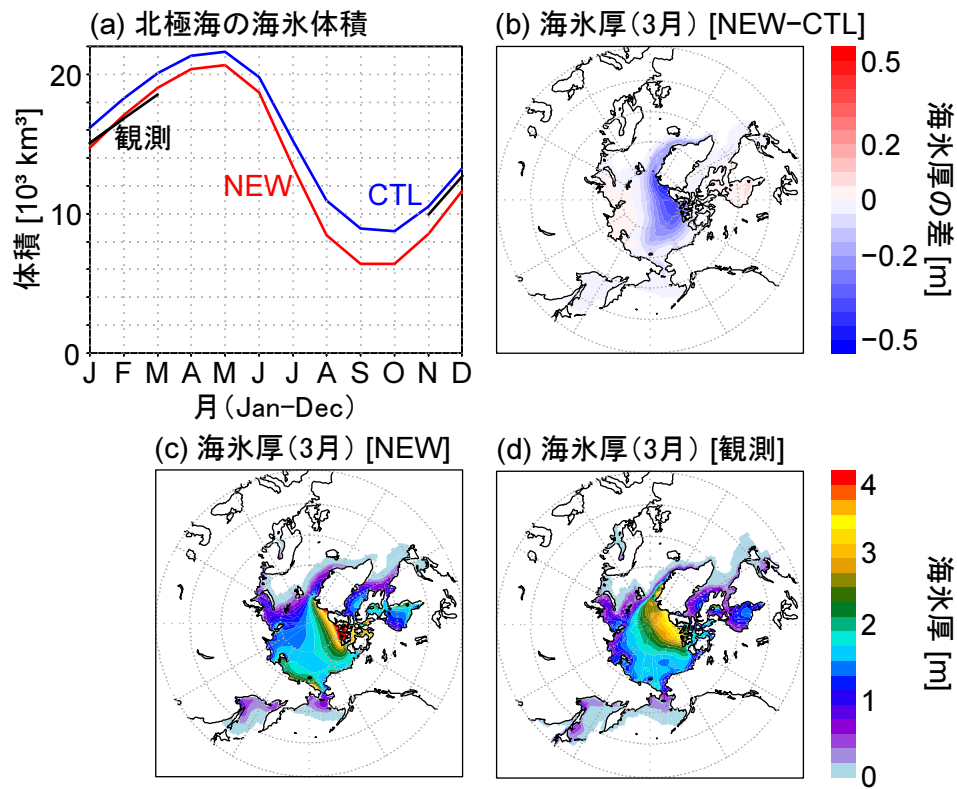 (a) 北極海の海氷体積
20
10
0
体積 [10³ km³]
観測
NEW
CTL
J F M A M J J A S O N D
月(Jan−Dec)
(b) 海氷厚(3月) [NEW−CTL]
0.5
0.2
0
−0.2
−0.5
海氷厚の差 [m]
(c) 海氷厚(3月) [NEW]
(d) 海氷厚(3月) [観測]
4
3
2
1
0
海氷厚 [m]